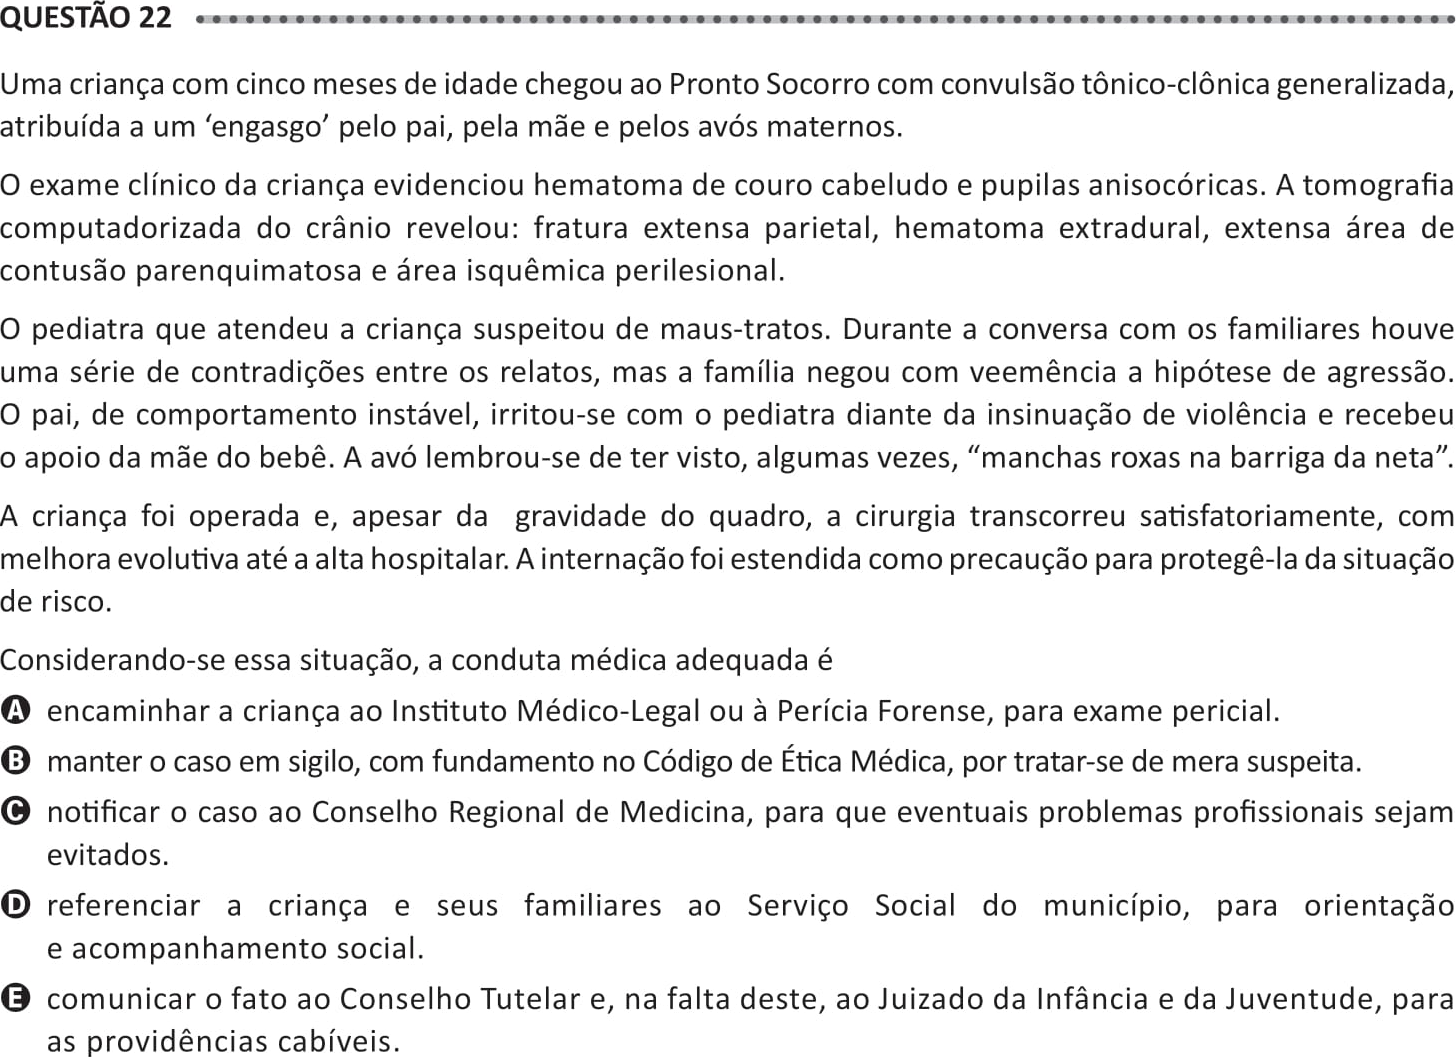 QUESTÃO 22
Uma criança com cinco meses de idade chegou ao Pronto Socorro com convulsão tônico-clônica generalizada,
atribuída a um ‘engasgo’ pelo pai, pela mãe e pelos avós maternos.
O exame clínico da criança evidenciou hematoma de couro cabeludo e pupilas anisocóricas. A tomografia
computadorizada do crânio revelou: fratura extensa parietal, hematoma extradural, extensa área de
contusão parenquimatosa e área isquêmica perilesional.
O pediatra que atendeu a criança suspeitou de maus-tratos. Durante a conversa com os familiares houve
uma série de contradições entre os relatos, mas a família negou com veemência a hipótese de agressão.
O pai, de comportamento instável, irritou-se com o pediatra diante da insinuação de violência e recebeu
o apoio da mãe do bebê. A avó lembrou-se de ter visto, algumas vezes, “manchas roxas na barriga da neta”.
A criança foi operada e, apesar da gravidade do quadro, a cirurgia transcorreu satisfatoriamente, com
melhora evolutiva até a alta hospitalar. A internação foi estendida como precaução para protegê-la da situação
de risco.
Considerando-se essa situação, a conduta médica adequada é
A encaminhar a criança ao Instituto Médico-Legal ou à Perícia Forense, para exame pericial.
B manter o caso em sigilo, com fundamento no Código de Ética Médica, por tratar-se de mera suspeita.
C notificar o caso ao Conselho Regional de Medicina, para que eventuais problemas profissionais sejam
evitados.
D referenciar a criança e seus familiares ao Serviço Social do município, para orientação
e acompanhamento social.
E comunicar o fato ao Conselho Tutelar e, na falta deste, ao Juizado da Infância e da Juventude, para
as providências cabíveis.